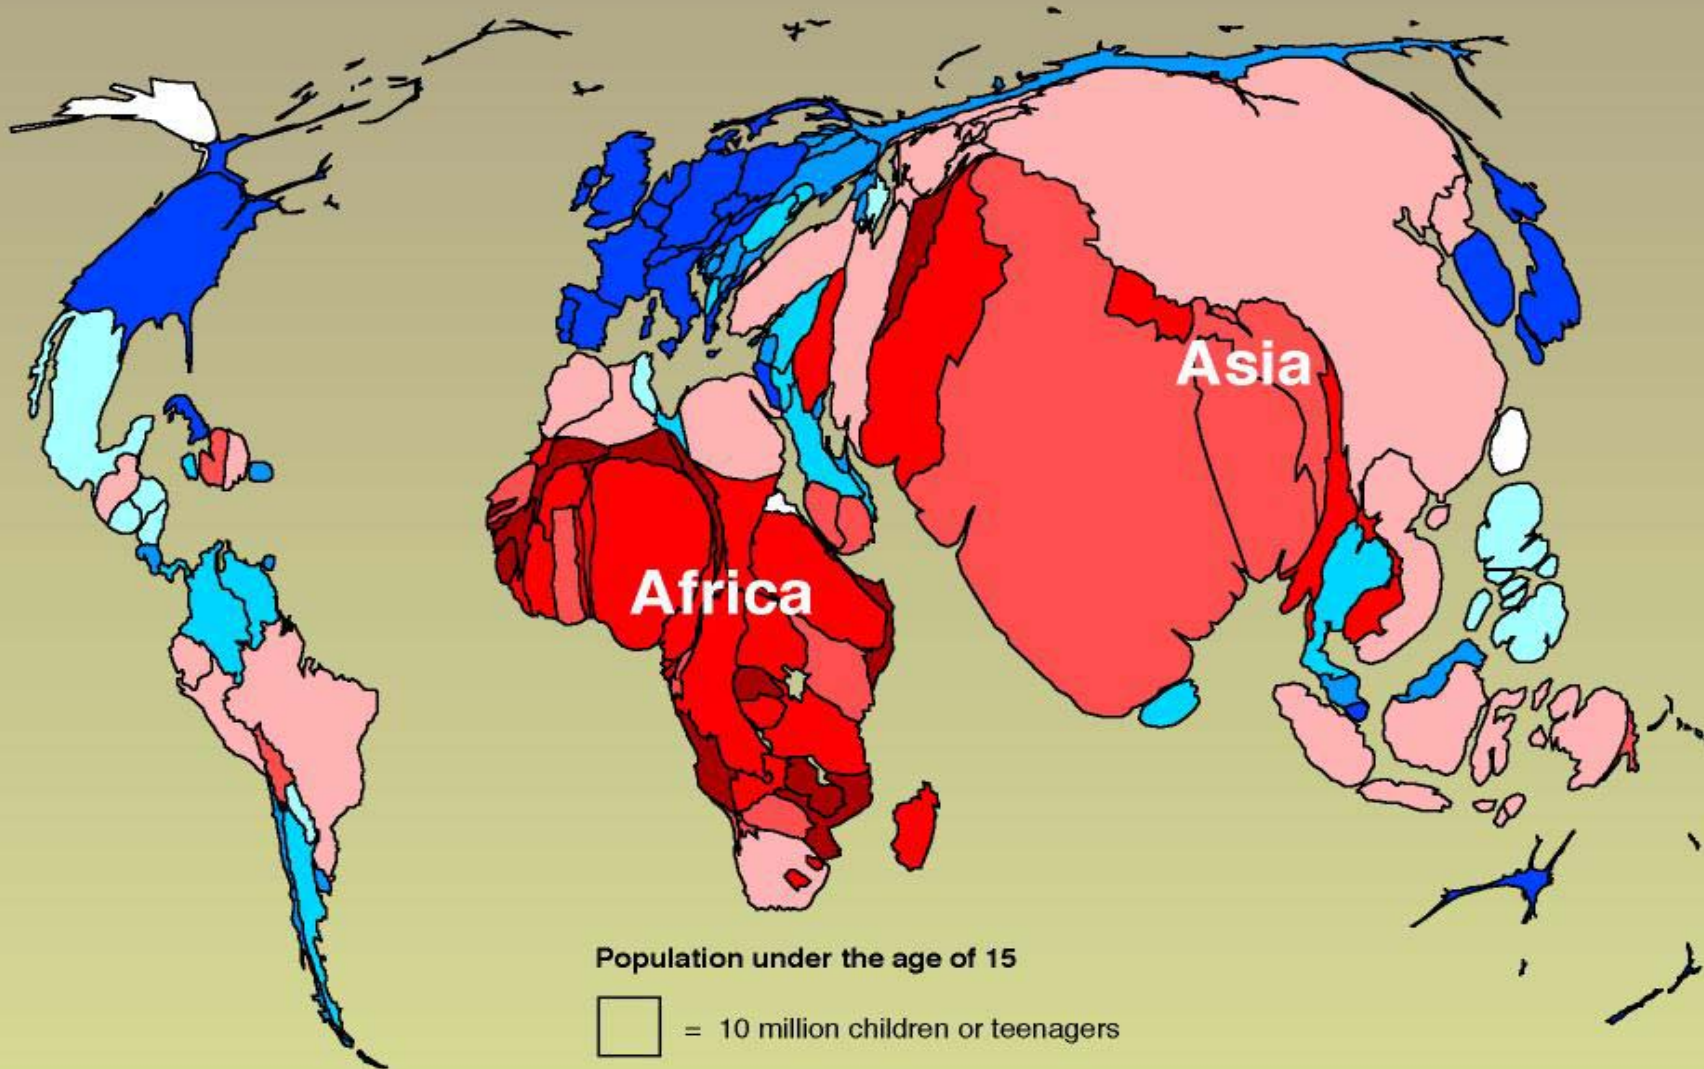 Asia
Africa
Population under the age of 15
= 10 million children or teenagers